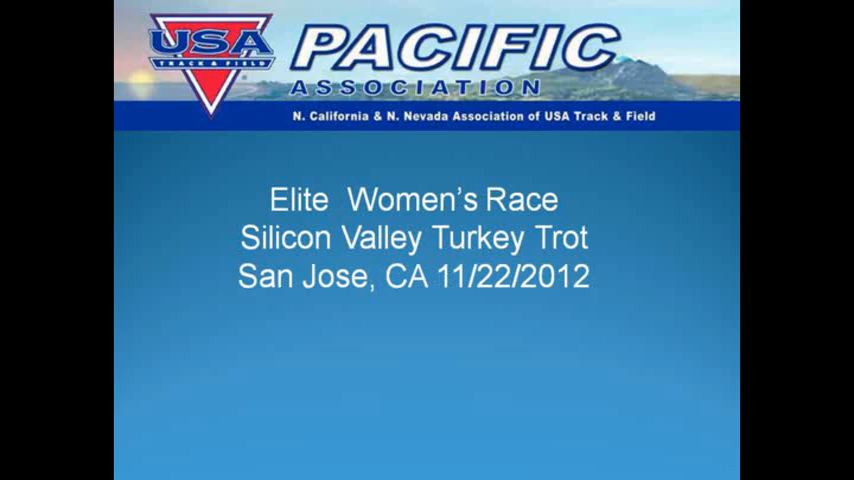 USA
TRACK & FIELD
PACIFIC
ASSOCIATION
N. California & N. Nevada Association of USA Track & Field
Elite Women's Race
Silicon Valley Turkey Trot
San Jose, CA 11/22/2012